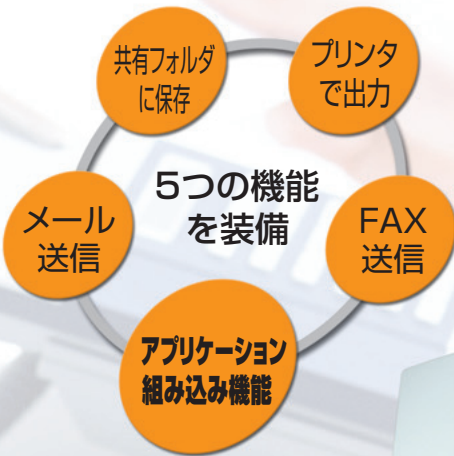 共有フォルダ
に保存
プリンタ
で出力
5つの機能
を装備
メール
送信
FAX
送信
アプリケーション
組み込み機能